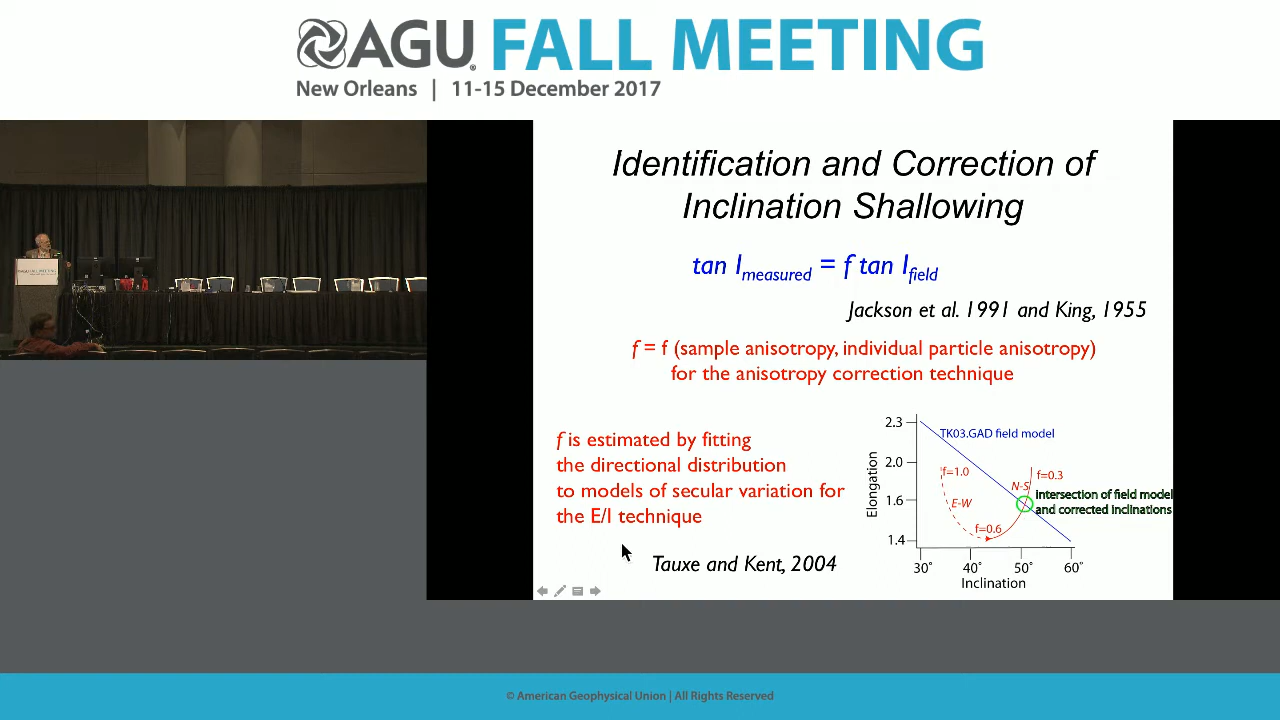 AGU FALL MEETING
New Orleans | 11-15 December 2017
AGU FALL MEETING
Identification and Correction of
Inclination Shallowing
tan Imeasured = f tan Ifield
Jackson et al. 1991 and King, 1955
f = f (sample anisotropy, individual particle anisotropy)
for the anisotropy correction technique
f is estimated by fitting
the directional distribution
to models of secular variation for
the E/I technique
Tauxe and Kent, 2004
2.3
2.0
1.6
1.4
Elongation
TK03.GAD field model
f=1.0
f=0.3
N-S
E-W
f=0.6
intersection of field model
and corrected inclinations
30° 40° 50° 60°
Inclination
© American Geophysical Union | All Rights Reserved